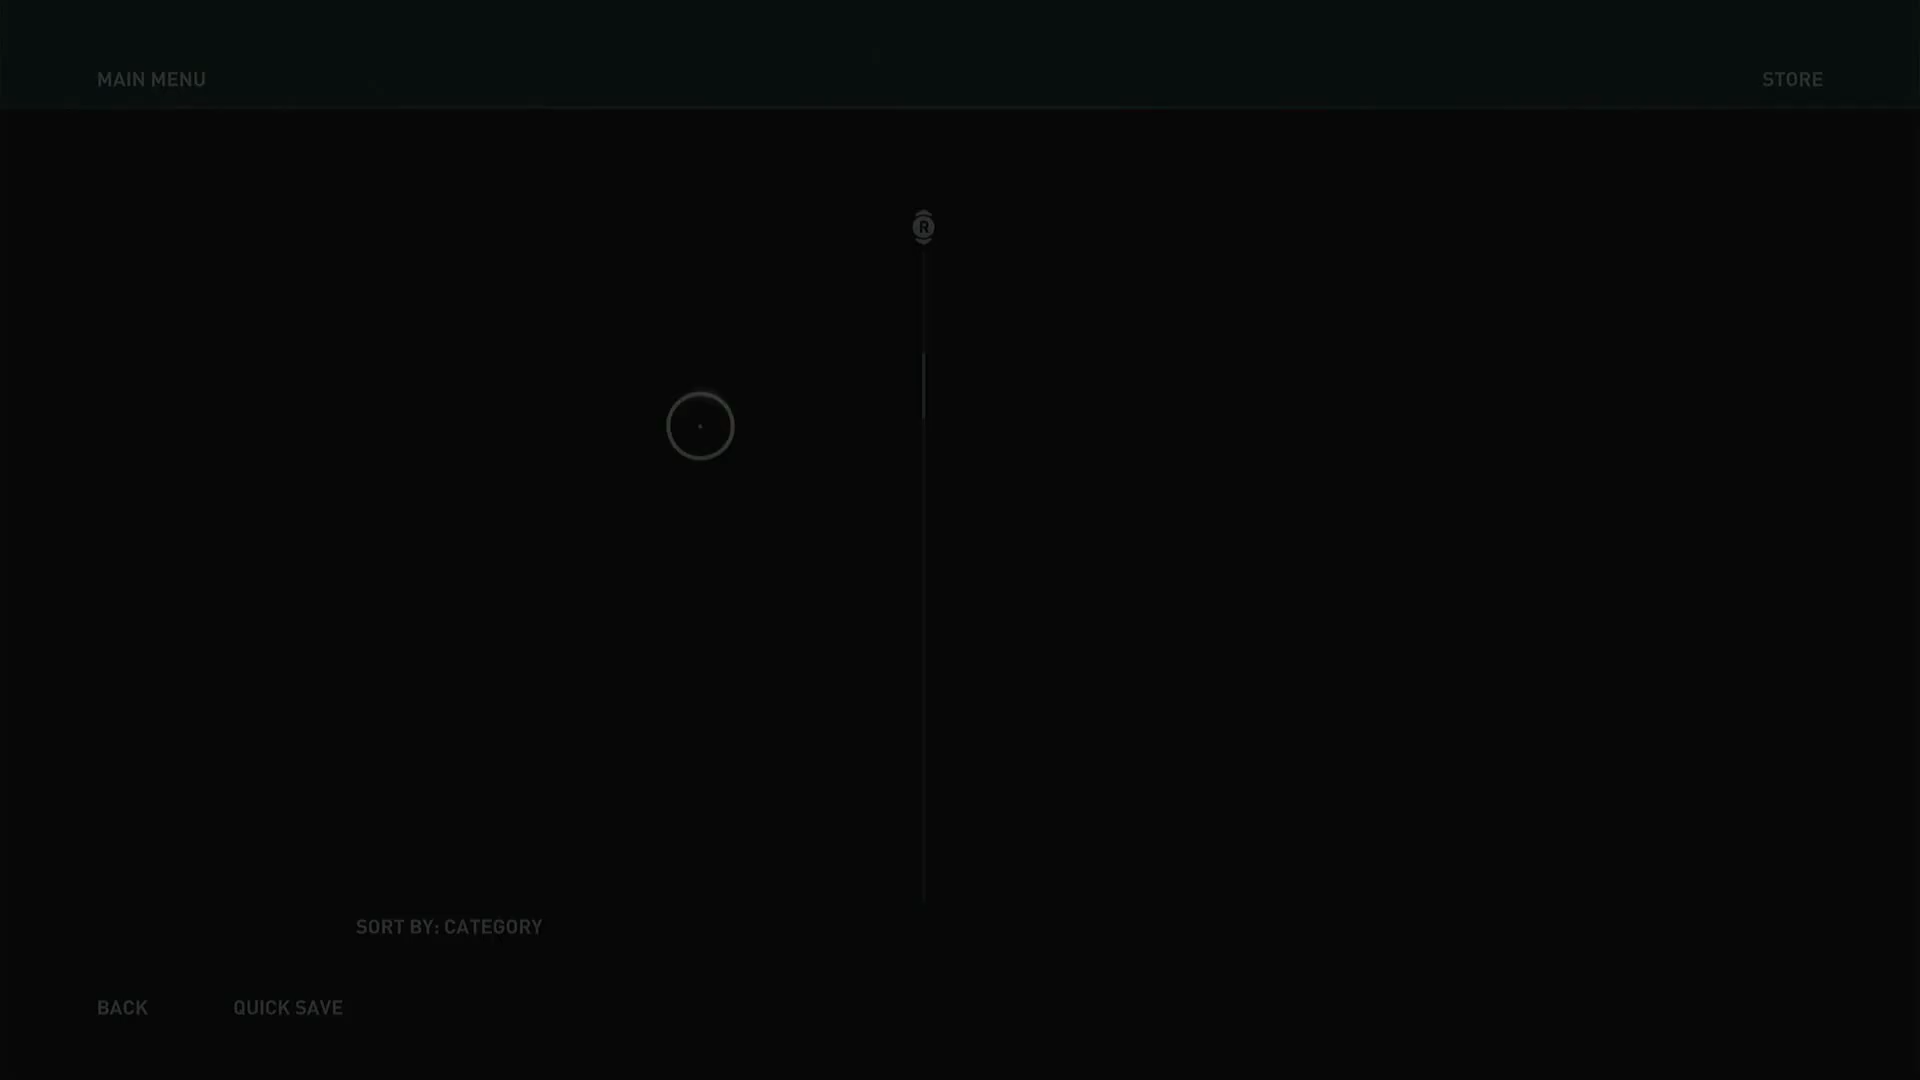 MAIN MENU
STORE
R
SORT BY: CATEGORY
BACK
QUICK SAVE